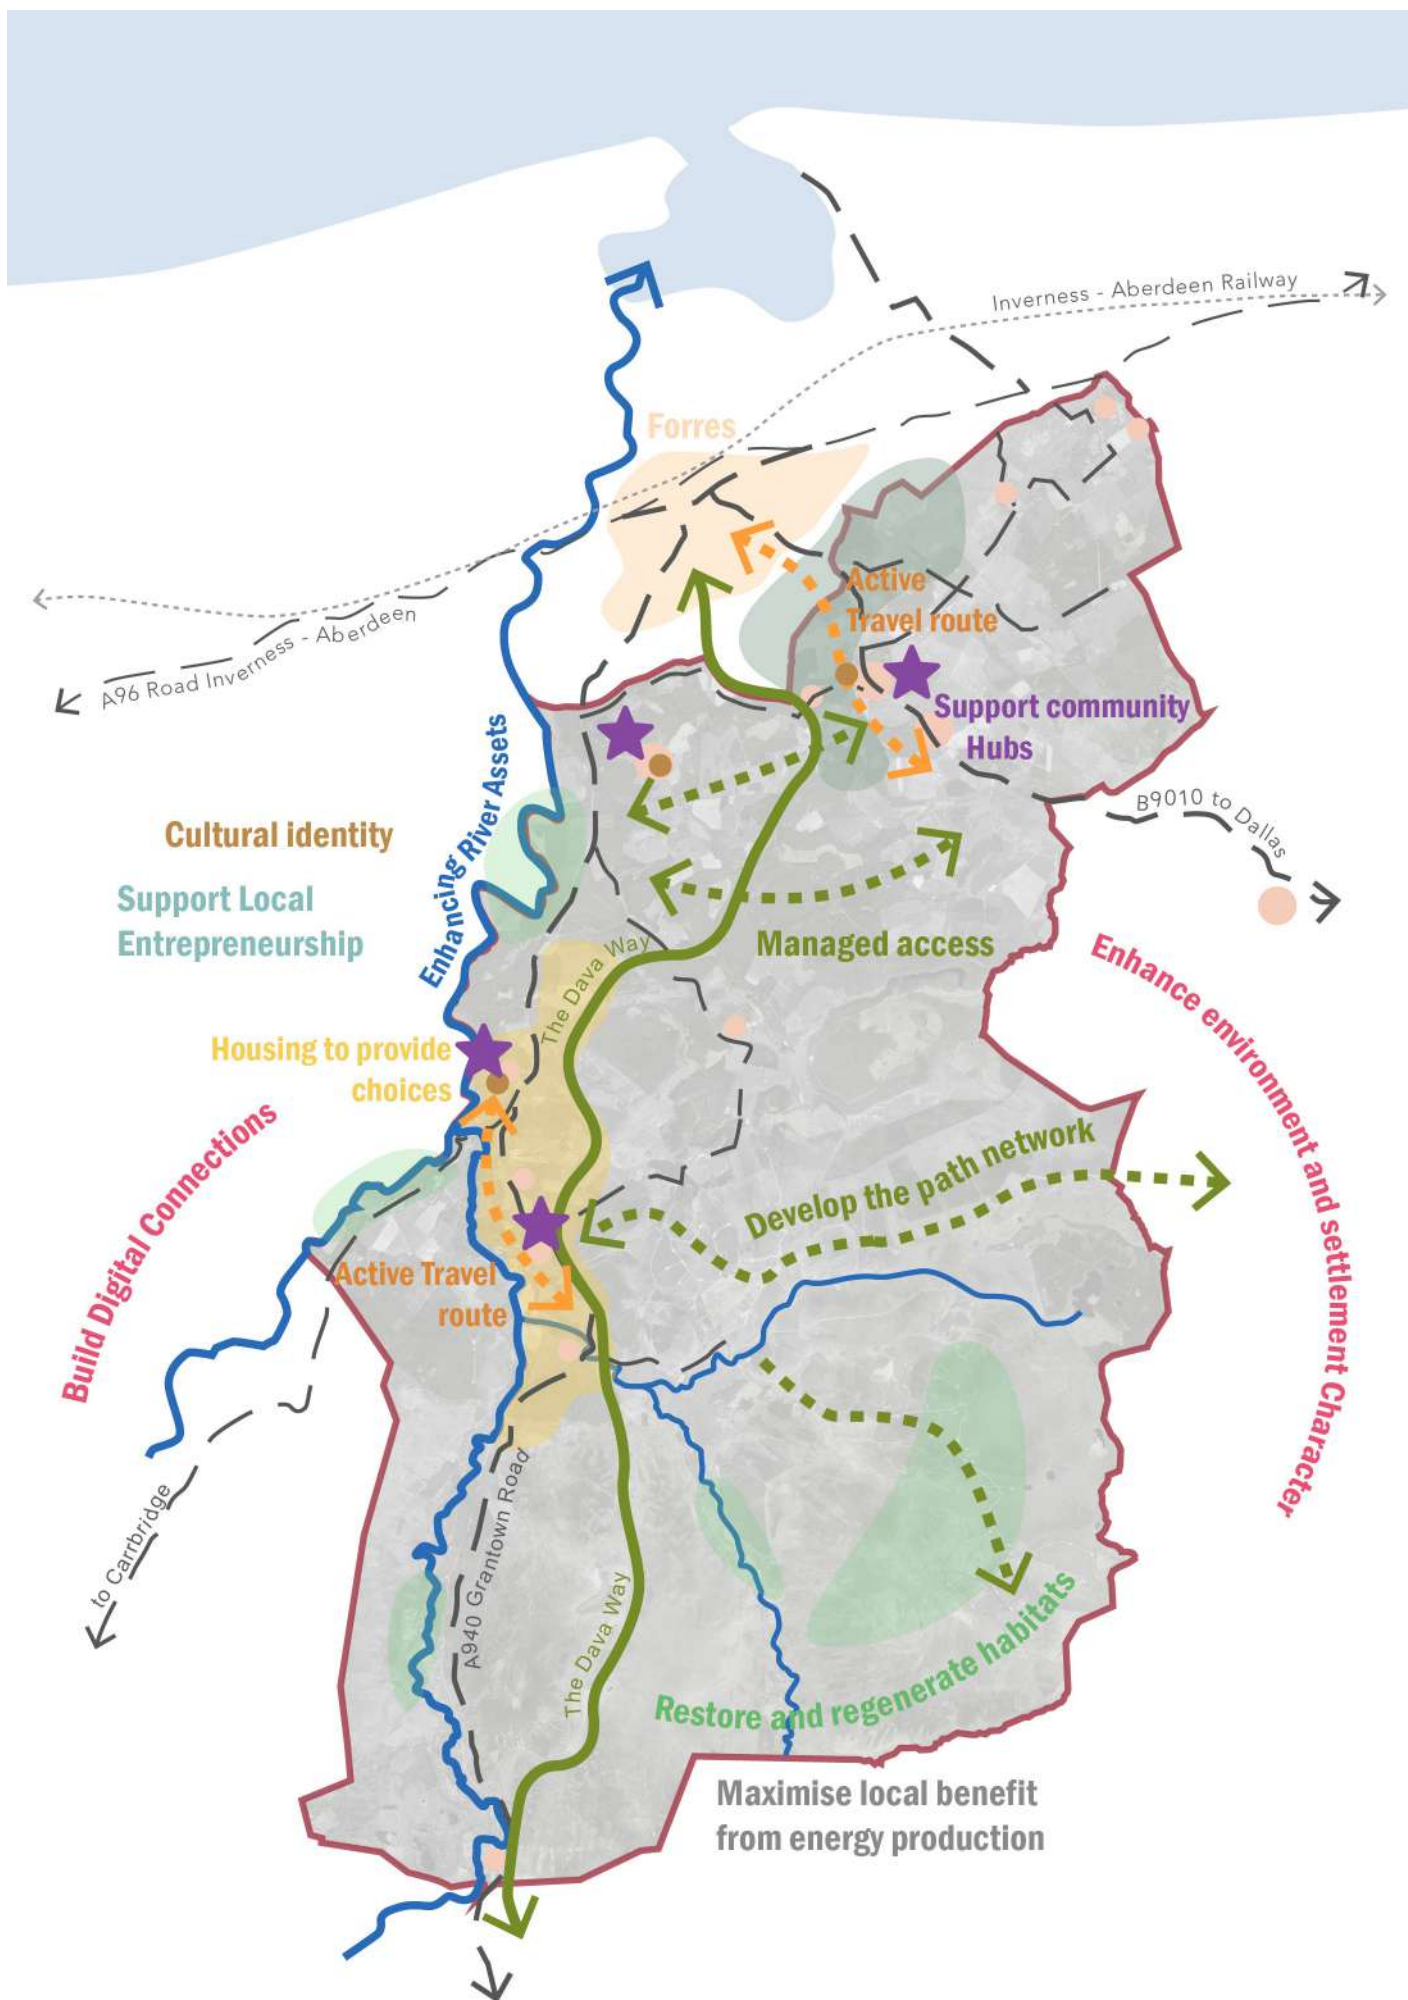 Inverness - Aberdeen Railway
Forres
Active
Travel route
A96 Road Inverness - Aberdeen
Support community
Hubs
Enhancing River Assets
B9010 to Dallas
Cultural identity
Support Local
Entrepreneurship
The Dava Way
Managed access
Enhance environment and settlement Character
Housing to provide
choices
Build Digital Connections
Develop the path network
Active Travel
route
A940 Grantown Road
to Carrbridge
The Dava Way
Restore and regenerate habitats
Maximise local benefit
from energy production